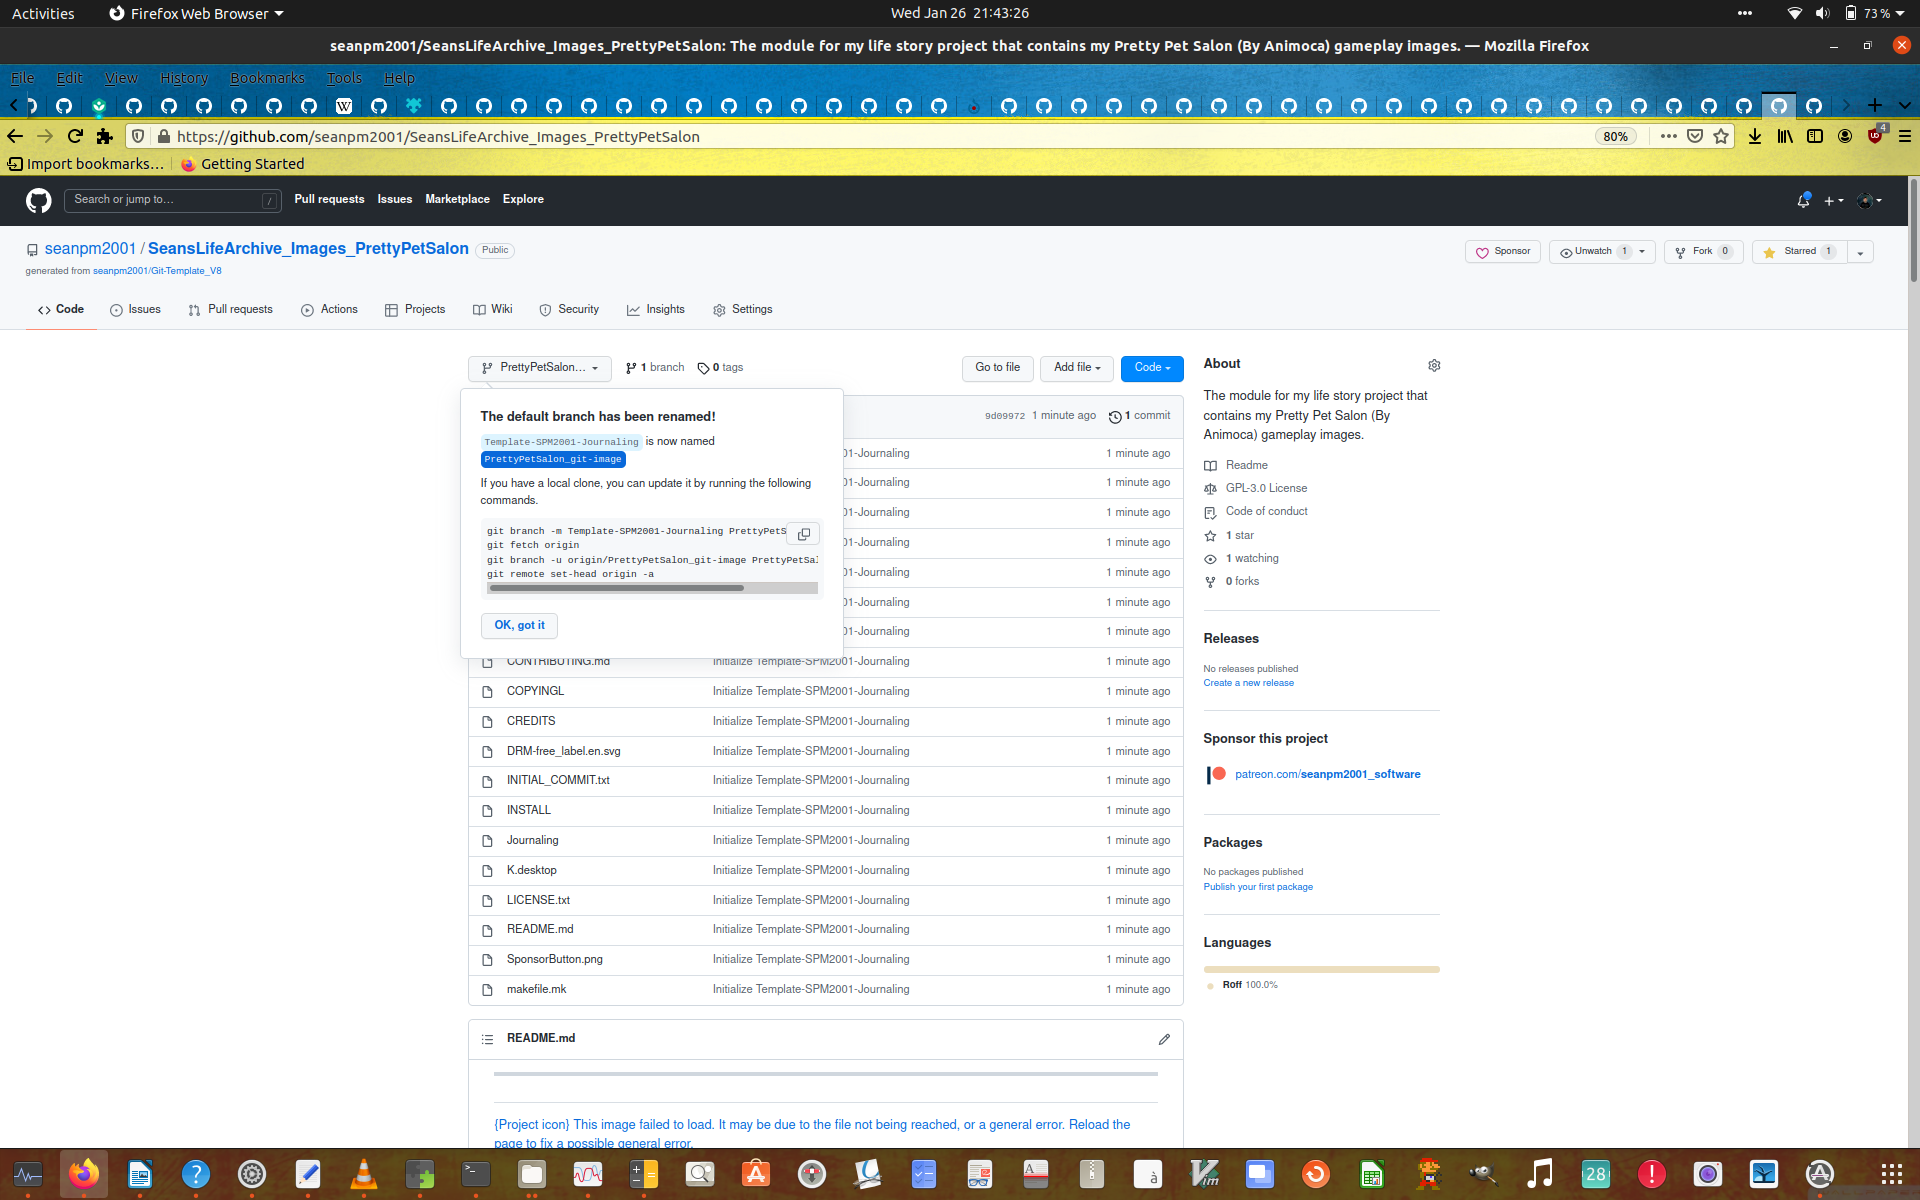 Activities
Firefox Web Browser
Wed Jan 26 21:43:26
73 %
seanpm2001/SeansLifeArchive_Images_PrettyPetSalon: The module for my life story project that contains my Pretty Pet Salon (By Animoca) gameplay images. — Mozilla Firefox
File Edit View History Bookmarks Tools Help
https://github.com/seanpm2001/SeansLifeArchive_Images_PrettyPetSalon
80%
4
Import bookmarks...
Getting Started
Search or jump to...
/
Pull requests
Issues
Marketplace
Explore
seanpm2001 / SeansLifeArchive_Images_PrettyPetSalon
Public
generated from seanpm2001/Git-Template_V8
Sponsor
Unwatch 1
Fork 0
Starred 1
Code
Issues
Pull requests
Actions
Projects
Wiki
Security
Insights
Settings
PrettyPetSalon...
1 branch
0 tags
Go to file
Add file
Code
The default branch has been renamed!
Template-SPM2001-Journaling is now named
PrettyPetSalon_git-image
If you have a local clone, you can update it by running the following
commands.
git branch -m Template-SPM2001-Journaling PrettyPetS
git fetch origin
git branch -u origin/PrettyPetSalon_git-image PrettyPetSal
git remote set-head origin -a
OK, got it
9d09972 1 minute ago
1 commit
01-Journaling 1 minute ago
01-Journaling 1 minute ago
01-Journaling 1 minute ago
01-Journaling 1 minute ago
01-Journaling 1 minute ago
01-Journaling 1 minute ago
01-Journaling 1 minute ago
CONTRIBUTING.md Initialize Template-SPM2001-Journaling 1 minute ago
COPYINGL Initialize Template-SPM2001-Journaling 1 minute ago
CREDITS Initialize Template-SPM2001-Journaling 1 minute ago
DRM-free_label.en.svg Initialize Template-SPM2001-Journaling 1 minute ago
INITIAL_COMMIT.txt Initialize Template-SPM2001-Journaling 1 minute ago
INSTALL Initialize Template-SPM2001-Journaling 1 minute ago
Journaling Initialize Template-SPM2001-Journaling 1 minute ago
K.desktop Initialize Template-SPM2001-Journaling 1 minute ago
LICENSE.txt Initialize Template-SPM2001-Journaling 1 minute ago
README.md Initialize Template-SPM2001-Journaling 1 minute ago
SponsorButton.png Initialize Template-SPM2001-Journaling 1 minute ago
makefile.mk Initialize Template-SPM2001-Journaling 1 minute ago
README.md
{Project icon} This image failed to load. It may be due to the file not being reached, or a general error. Reload the
page to fix a possible general error.
About
The module for my life story project that
contains my Pretty Pet Salon (By
Animoca) gameplay images.
Readme
GPL-3.0 License
Code of conduct
1 star
1 watching
0 forks
Releases
No releases published
Create a new release
Sponsor this project
patreon.com/seanpm2001_software
Packages
No packages published
Publish your first package
Languages
Roff 100.0%
28